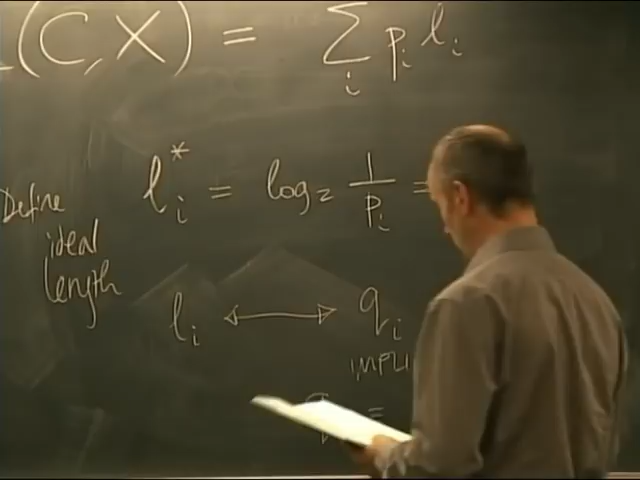 L(C,X) = ∑ᵢ pᵢ lᵢ
Define ideal length
lᵢ* = log₂ 1/pᵢ =
lᵢ ↔ qᵢ
IMPLI
=